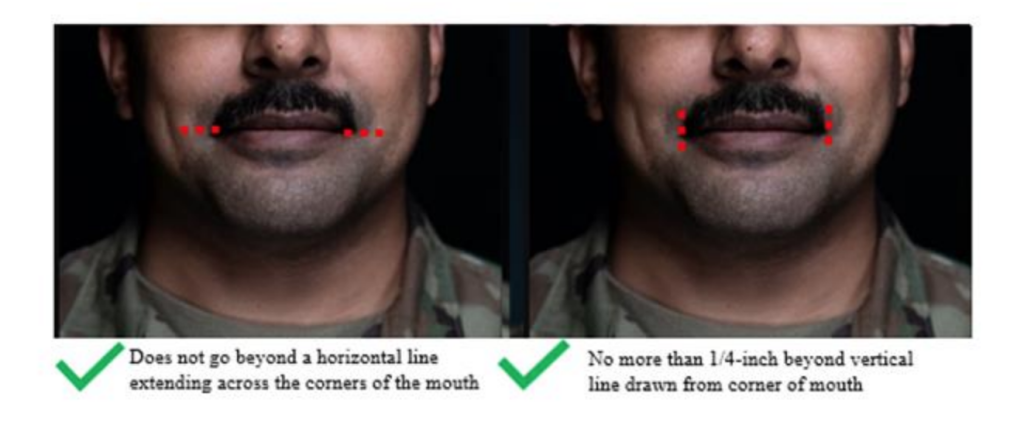 Does not go beyond a horizontal line
extending across the corners of the mouth
No more than 1/4-inch beyond vertical
line drawn from corner of mouth